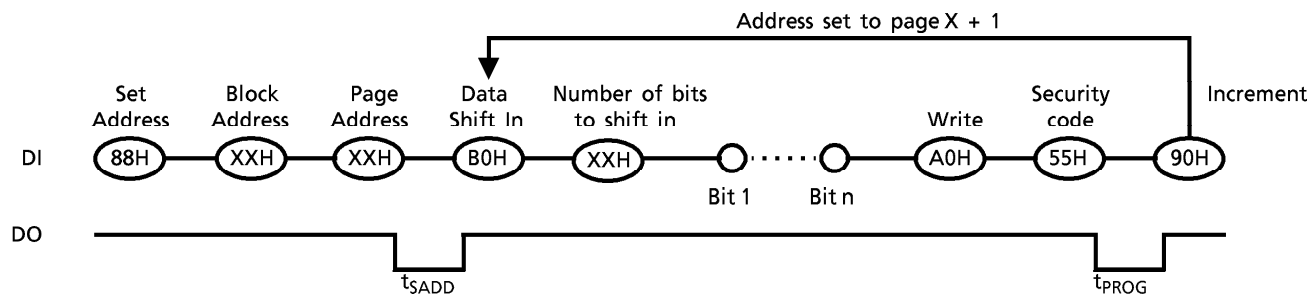 Address set to page X + 1
Set Address
Block Address
Page Address
Data Shift In
Number of bits to shift in
Write
Security code
Increment
DI
88H
XXH
XXH
B0H
XXH
A0H
55H
90H
Bit 1
Bit n
DO
tSADD
tPROG